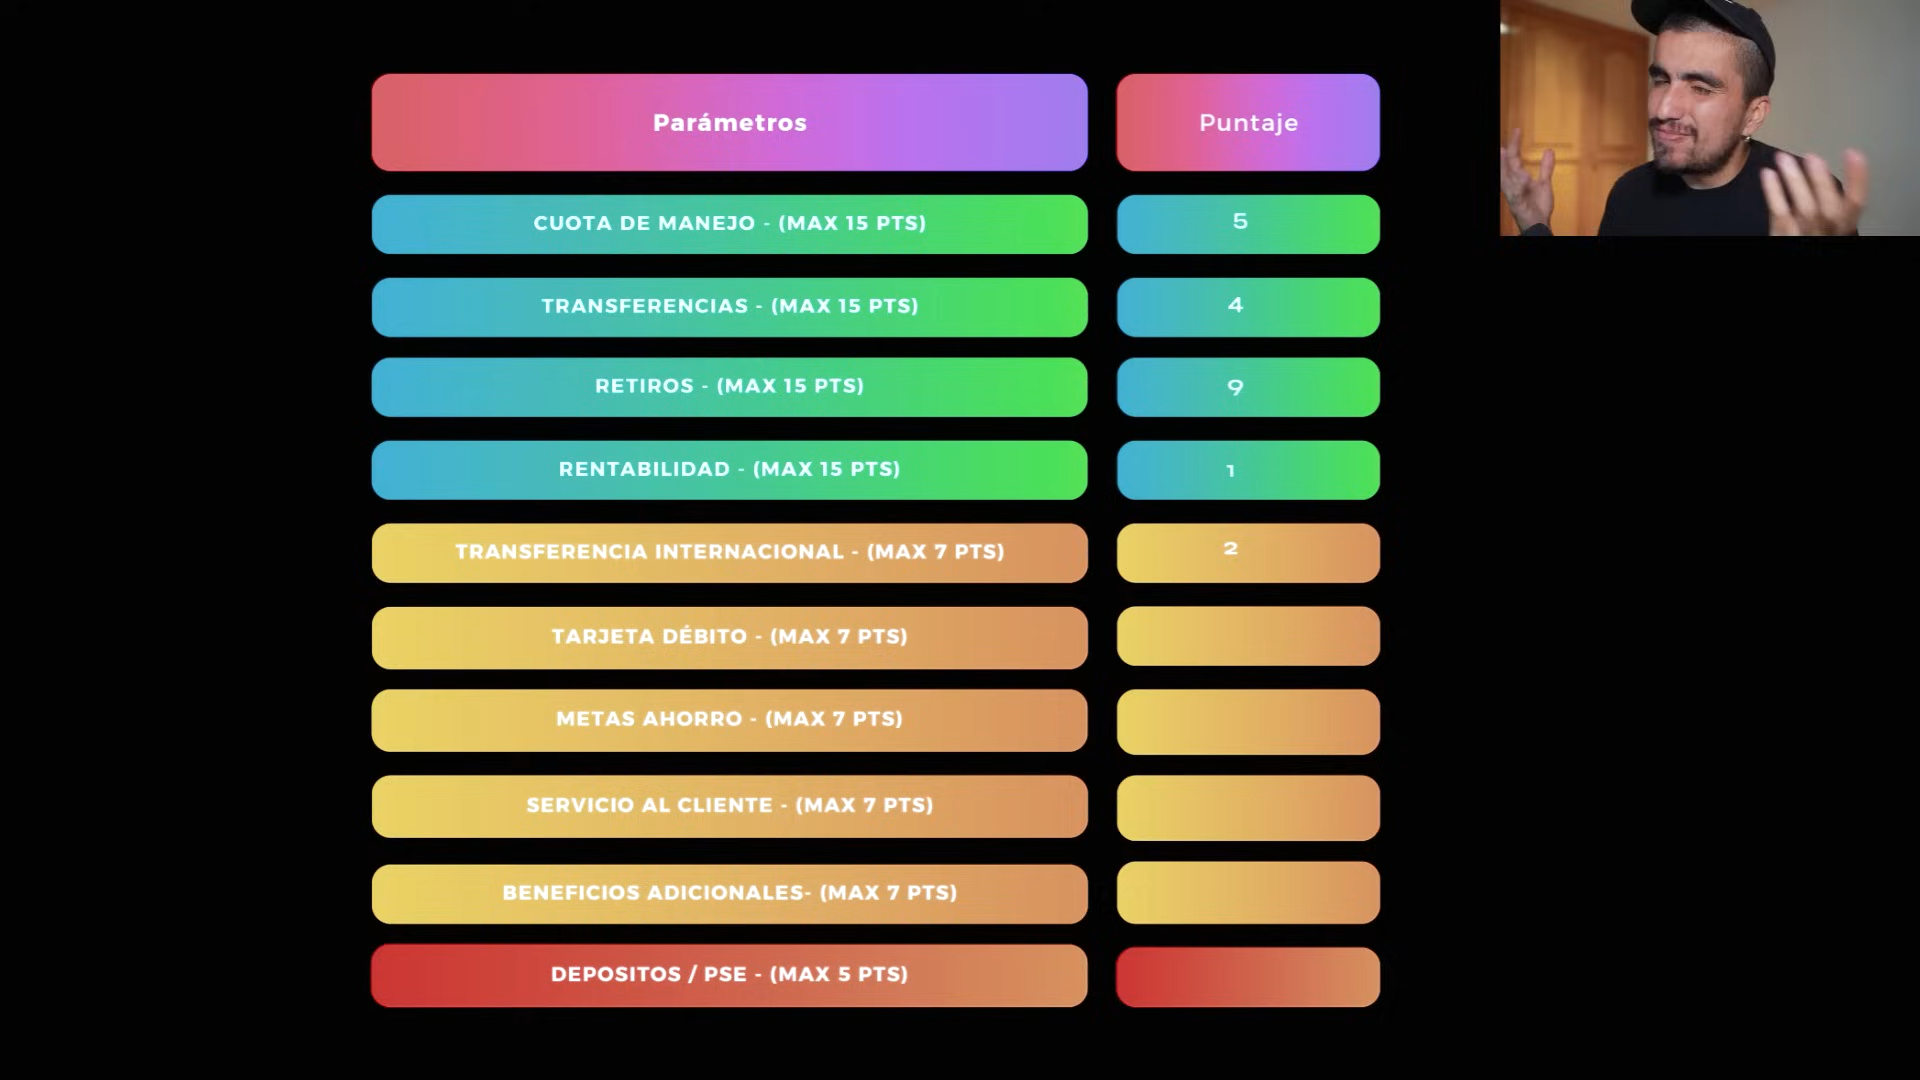 Parámetros Puntaje
CUOTA DE MANEJO - (MAX 15 PTS) 5
TRANSFERENCIAS - (MAX 15 PTS) 4
RETIROS - (MAX 15 PTS) 9
RENTABILIDAD - (MAX 15 PTS) 1
TRANSFERENCIA INTERNACIONAL - (MAX 7 PTS) 2
TARJETA DÉBITO - (MAX 7 PTS)
METAS AHORRO - (MAX 7 PTS)
SERVICIO AL CLIENTE - (MAX 7 PTS)
BENEFICIOS ADICIONALES- (MAX 7 PTS)
DEPOSITOS / PSE - (MAX 5 PTS)